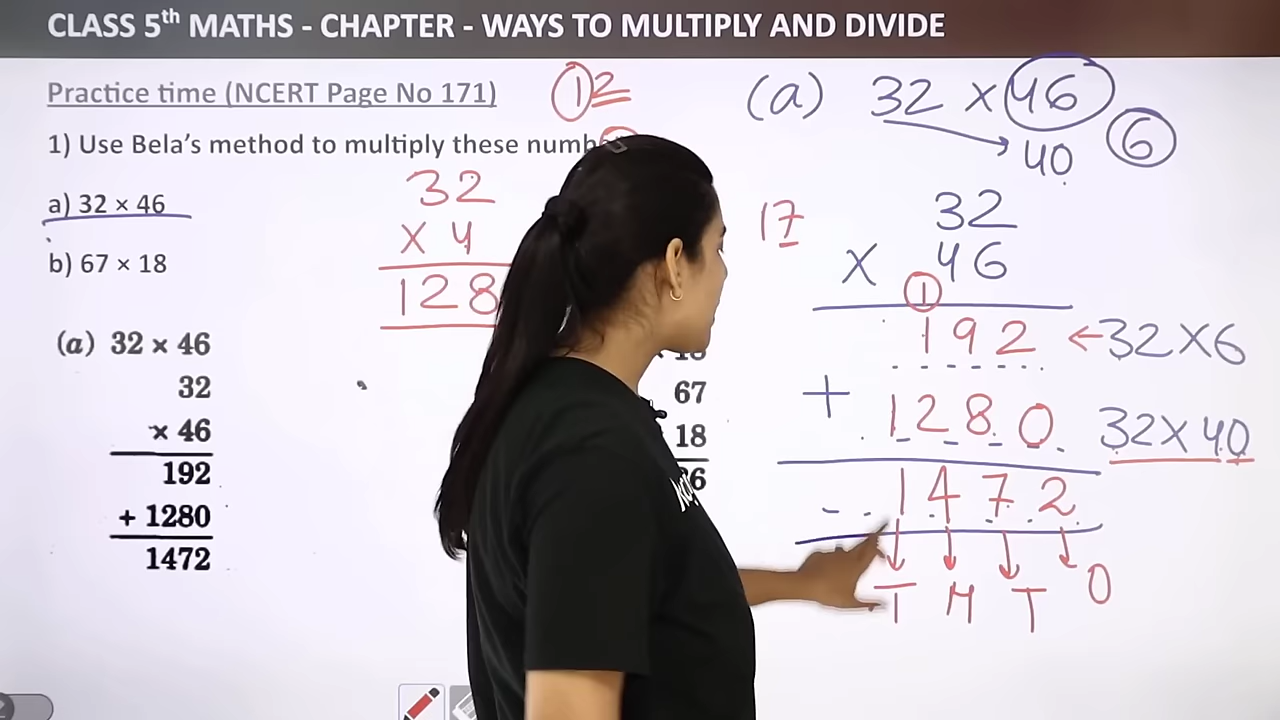 CLASS 5th MATHS - CHAPTER - WAYS TO MULTIPLY AND DIVIDE
Practice time (NCERT Page No 171)
12
1) Use Bela's method to multiply these
a) 32 × 46
b) 67 × 18
32
× 4
128
(a) 32 × 46
32
× 46
192
+ 1280
1472
67
18
6
(a) 32 × 46
40 6
17
32
× 46
1
192 ← 32 × 6
+ 1280 32 × 40
1472
T H T O